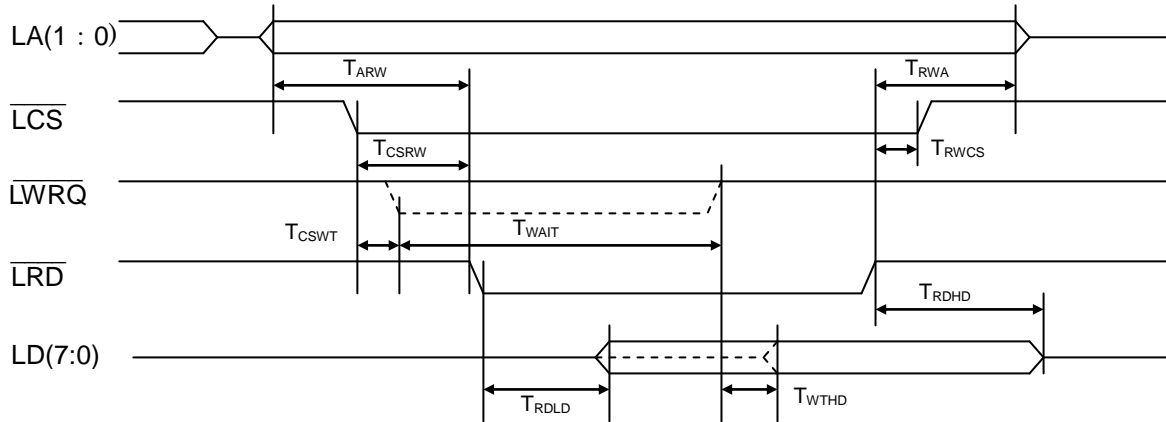 LA(1：0)
TARW
TRWA
LCS
TCSRW
TRWCS
LWRQ
TCSWT
TWAIT
LRD
TRDHD
LD(7:0)
TRDLD
TWTHD